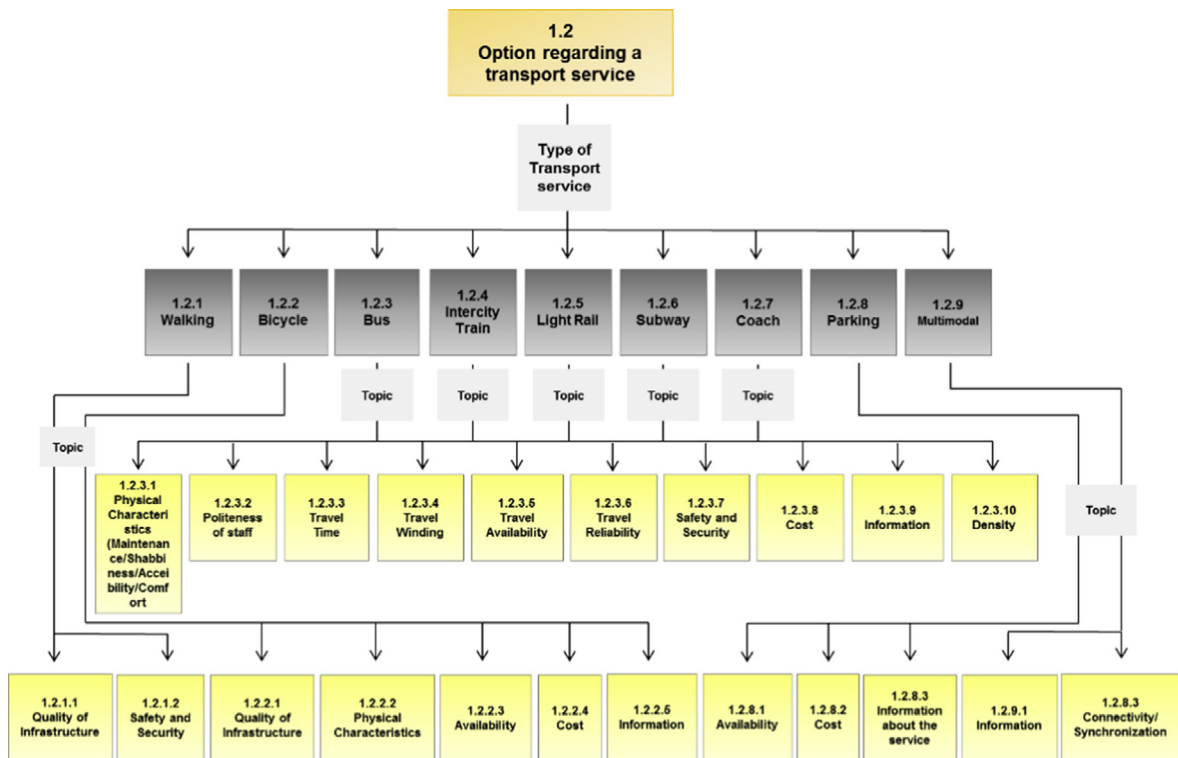 1.2
Option regarding a
transport service
Type of
Transport
service
1.2.1
Walking
1.2.2
Bicycle
1.2.3
Bus
1.2.4
Intercity
Train
1.2.5
Light Rail
1.2.6
Subway
1.2.7
Coach
1.2.8
Parking
1.2.9
Multimodal
Topic
Topic
Topic
Topic
Topic
Topic
1.2.3.1
Physical
Characteri
stics
(Maintenan
ce/Shabbi
ness/Accei
bility/Comf
ort
1.2.3.2
Politeness
of staff
1.2.3.3
Travel
Time
1.2.3.4
Travel
Winding
1.2.3.5
Travel
Availability
1.2.3.6
Travel
Reliability
1.2.3.7
Safety and
Security
1.2.3.8
Cost
1.2.3.9
Information
1.2.3.10
Density
Topic
1.2.1.1
Quality of
Infrastructure
1.2.1.2
Safety and
Security
1.2.2.1
Quality of
Infrastructure
1.2.2.2
Physical
Characteristics
1.2.2.3
Availability
1.2.2.4
Cost
1.2.2.5
Information
1.2.8.1
Availability
1.2.8.2
Cost
1.2.8.3
Information
about the
service
1.2.9.1
Information
1.2.8.3
Connectivity/
Synchronization